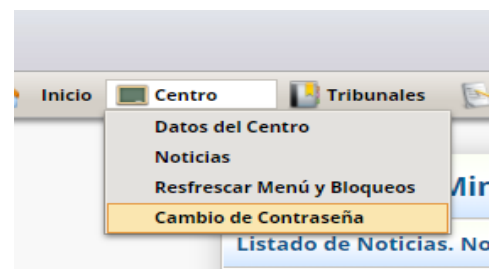 Inicio Centro Tribunales
Datos del Centro
Noticias
Resfrescar Menú y Bloqueos
Cambio de Contraseña
Listado de Noticias. No